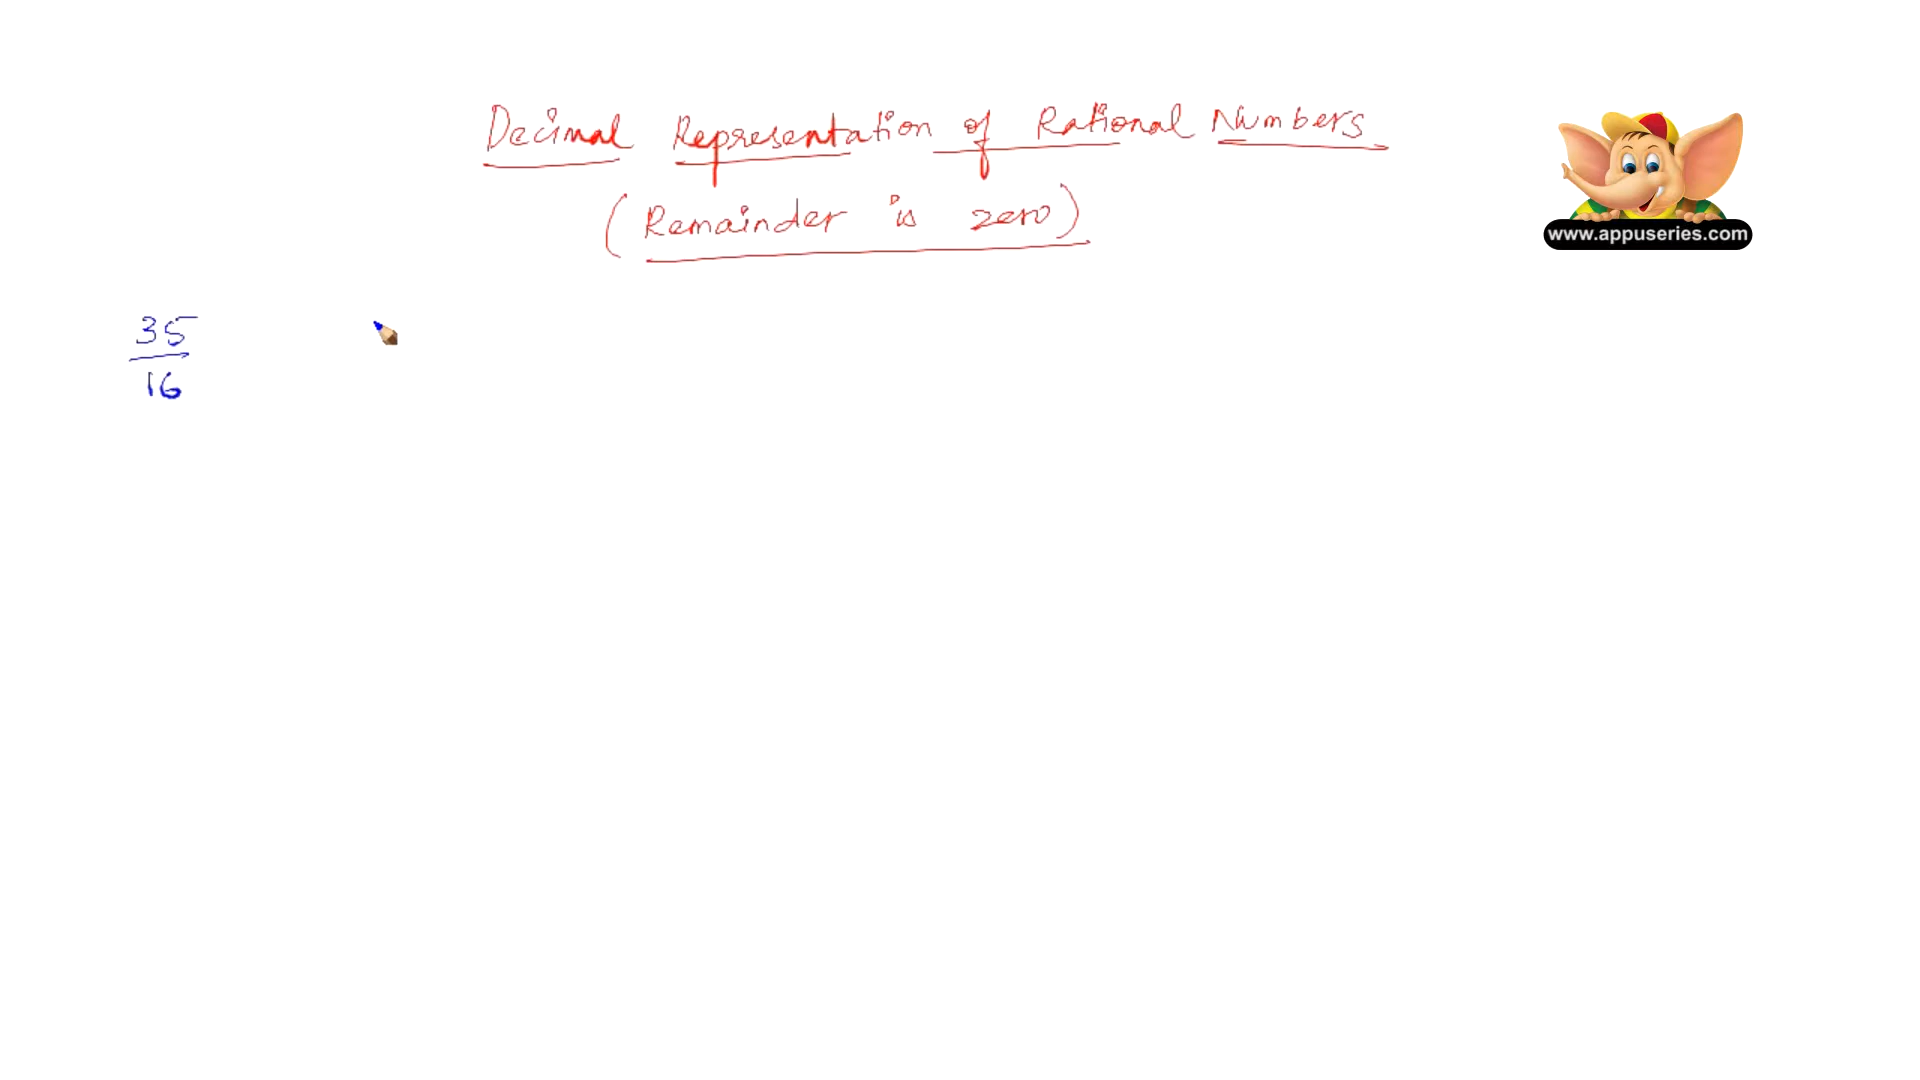 Decimal Representation of Rational Numbers
(Remainder is zero)
www.appuseries.com
35
16